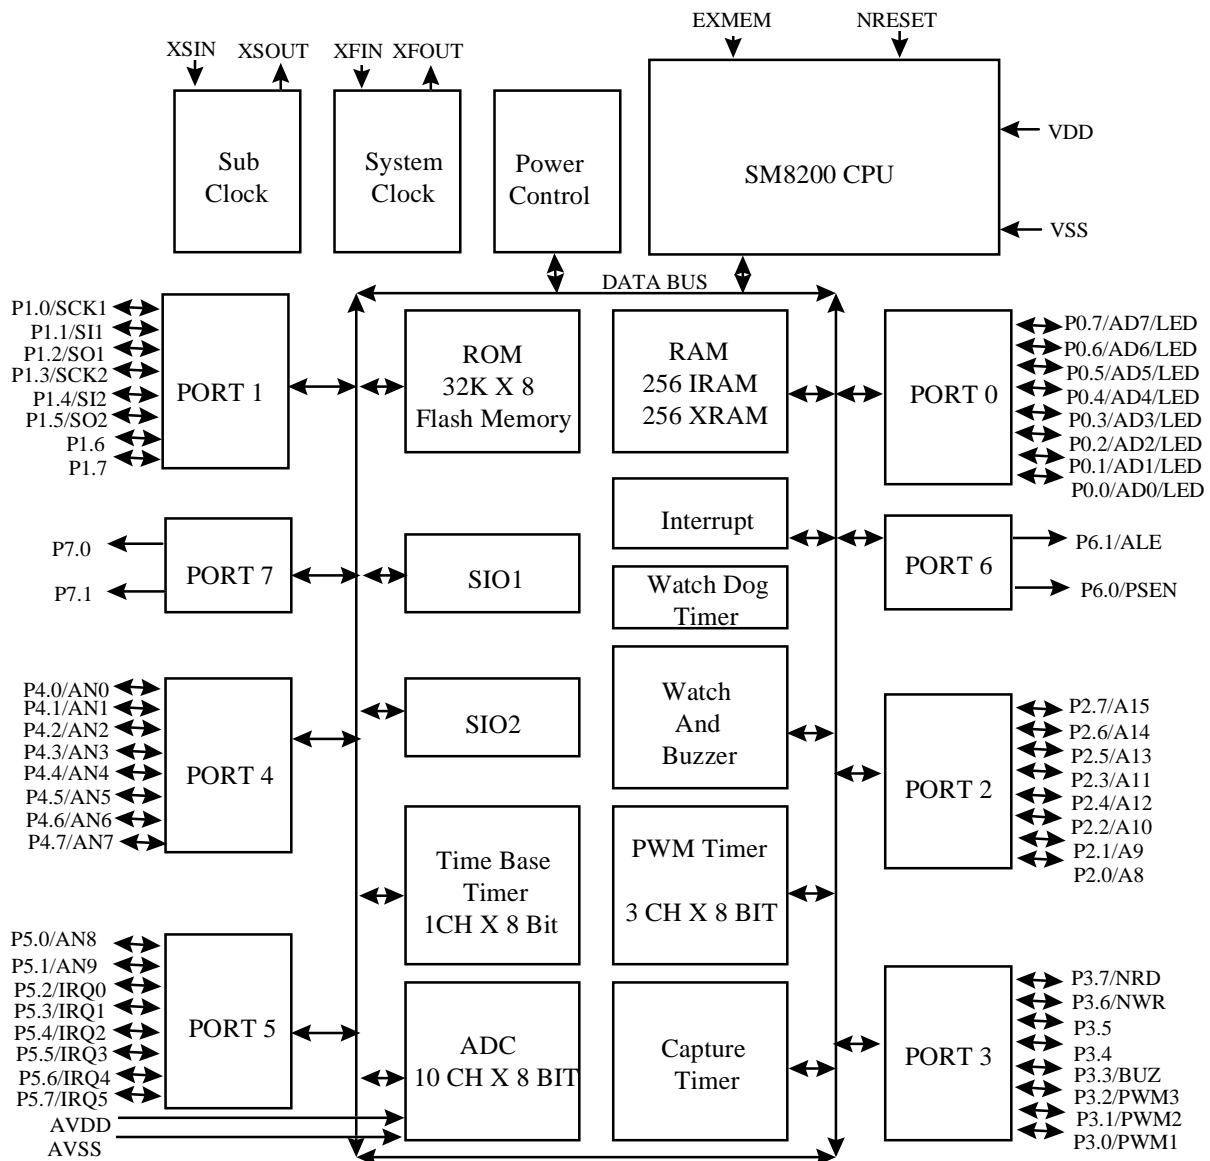 EXMEM
NRESET
XSIN
XSOUT
XFIN
XFOUT
Sub
Clock
System
Clock
Power
Control
SM8200 CPU
VDD
VSS
DATA BUS
P1.0/SCK1
P1.1/SI1
P1.2/SO1
P1.3/SCK2
P1.4/SI2
P1.5/SO2
P1.6
P1.7
PORT 1
ROM
32K X 8
Flash Memory
RAM
256 IRAM
256 XRAM
PORT 0
P0.7/AD7/LED
P0.6/AD6/LED
P0.5/AD5/LED
P0.4/AD4/LED
P0.3/AD3/LED
P0.2/AD2/LED
P0.1/AD1/LED
P0.0/AD0/LED
P7.0
P7.1
PORT 7
SIO1
Interrupt
Watch Dog
Timer
PORT 6
P6.1/ALE
P6.0/PSEN
P4.0/AN0
P4.1/AN1
P4.2/AN2
P4.3/AN3
P4.4/AN4
P4.5/AN5
P4.6/AN6
P4.7/AN7
PORT 4
SIO2
Watch
And
Buzzer
PORT 2
P2.7/A15
P2.6/A14
P2.5/A13
P2.3/A11
P2.4/A12
P2.2/A10
P2.1/A9
P2.0/A8
Time Base
Timer
1CH X 8 Bit
PWM Timer
3 CH X 8 BIT
P5.0/AN8
P5.1/AN9
P5.2/IRQ0
P5.3/IRQ1
P5.4/IRQ2
P5.5/IRQ3
P5.6/IRQ4
P5.7/IRQ5
PORT 5
AVDD
AVSS
ADC
10 CH X 8 BIT
Capture
Timer
PORT 3
P3.7/NRD
P3.6/NWR
P3.5
P3.4
P3.3/BUZ
P3.2/PWM3
P3.1/PWM2
P3.0/PWM1